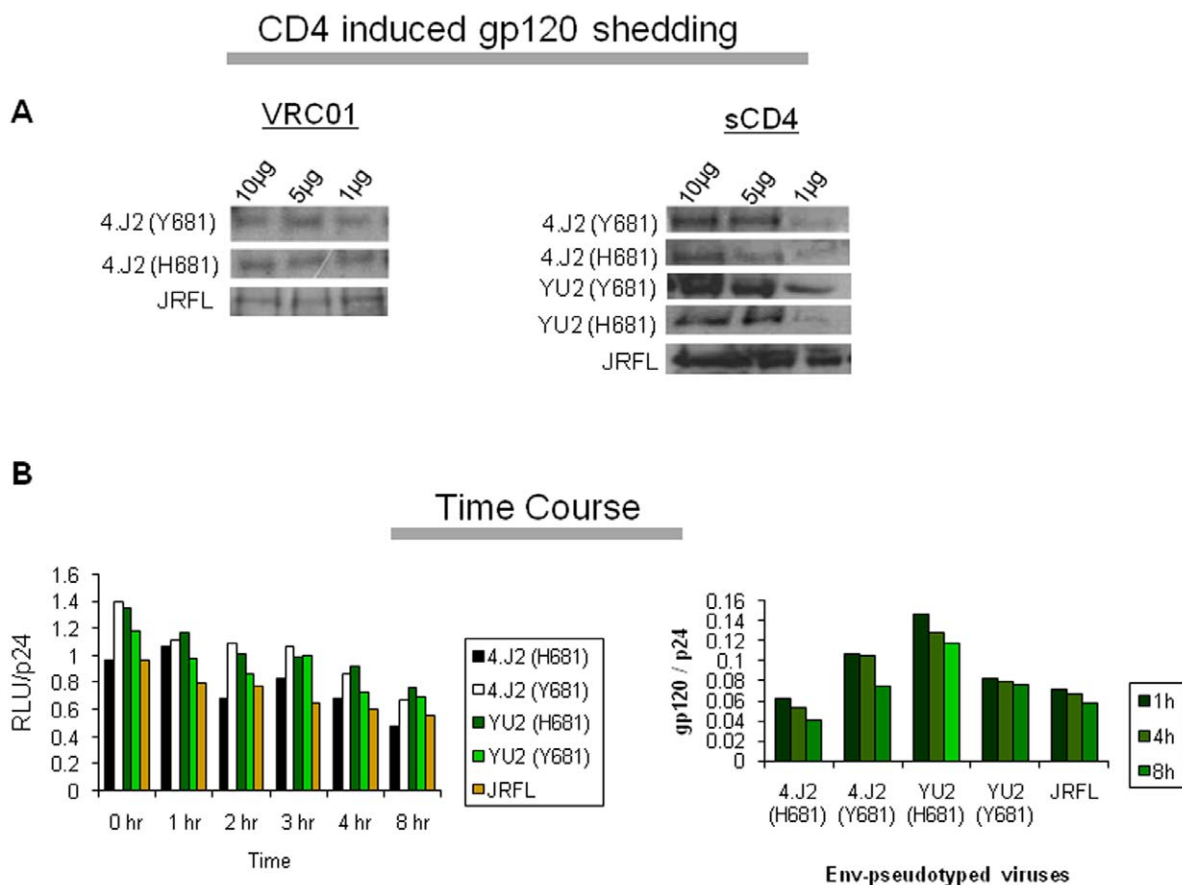 CD4 induced gp120 shedding
A
VRC01
10µg 5µg 1µg
4.J2 (Y681)
4.J2 (H681)
JRFL
sCD4
10µg 5µg 1µg
4.J2 (Y681)
4.J2 (H681)
YU2 (Y681)
YU2 (H681)
JRFL
B
Time Course
RLU/p24
1.6
1.4
1.2
1
0.8
0.6
0.4
0.2
0
0 hr 1 hr 2 hr 3 hr 4 hr 8 hr
Time
4.J2 (H681)
4.J2 (Y681)
YU2 (H681)
YU2 (Y681)
JRFL
gp120 / p24
0.16
0.14
0.12
0.1
0.08
0.06
0.04
0.02
0
4.J2 4.J2 YU2 YU2 JRFL
(H681) (Y681) (H681) (Y681)
Env-pseudotyped viruses
1h
4h
8h